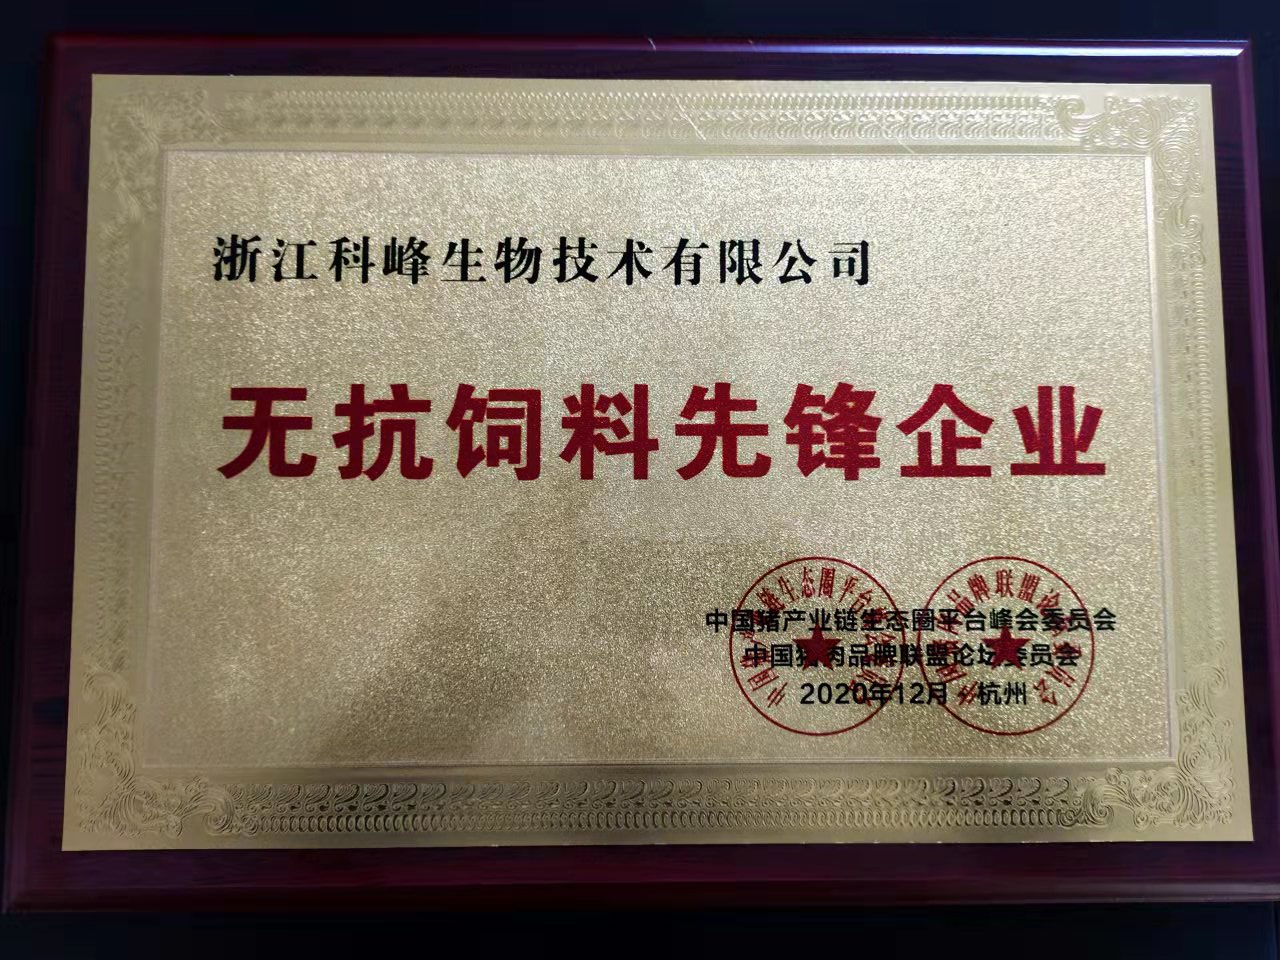 浙江科峰生物技术有限公司
无抗饲料先锋企业
中国猪产业链生态圈平台峰会委员会
中国猪肉品牌联盟论坛委员会
2020年12月 杭州